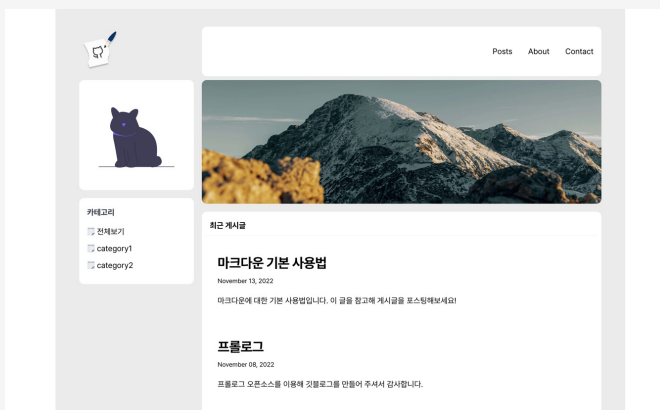 Posts About Contact
카테고리
전체보기
category1
category2
최근 게시글
마크다운 기본 사용법
November 13, 2022
마크다운에 대한 기본 사용법입니다. 이 글을 참고해 게시글을 포스팅해보세요!
프롤로그
November 08, 2022
프롤로그 오픈소스를 이용해 깃블로그를 만들어 주셔서 감사합니다.